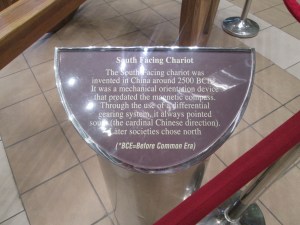 South Facing Chariot
The South Facing chariot was
invented in China around 2500 BCE*.
It was a mechanical orientation device
that predated the magnetic compass.
Through the use of a differential
gearing system, it always pointed
south (the cardinal Chinese direction).
Later societies chose north
(*BCE=Before Common Era)